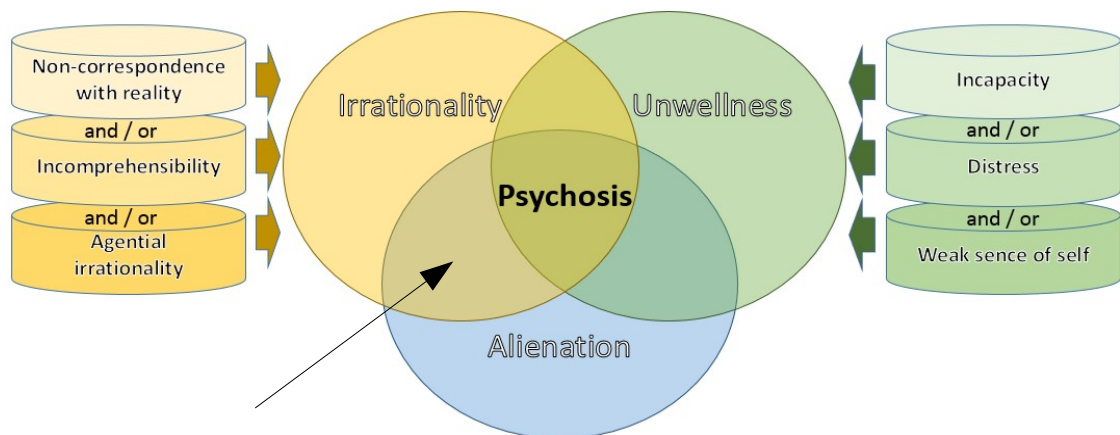 Non-correspondence
with reality
and / or
Incomprehensibility
and / or
Agential
irrationality
Irrationality
Unwellness
Psychosis
Alienation
Incapacity
and / or
Distress
and / or
Weak sence of self